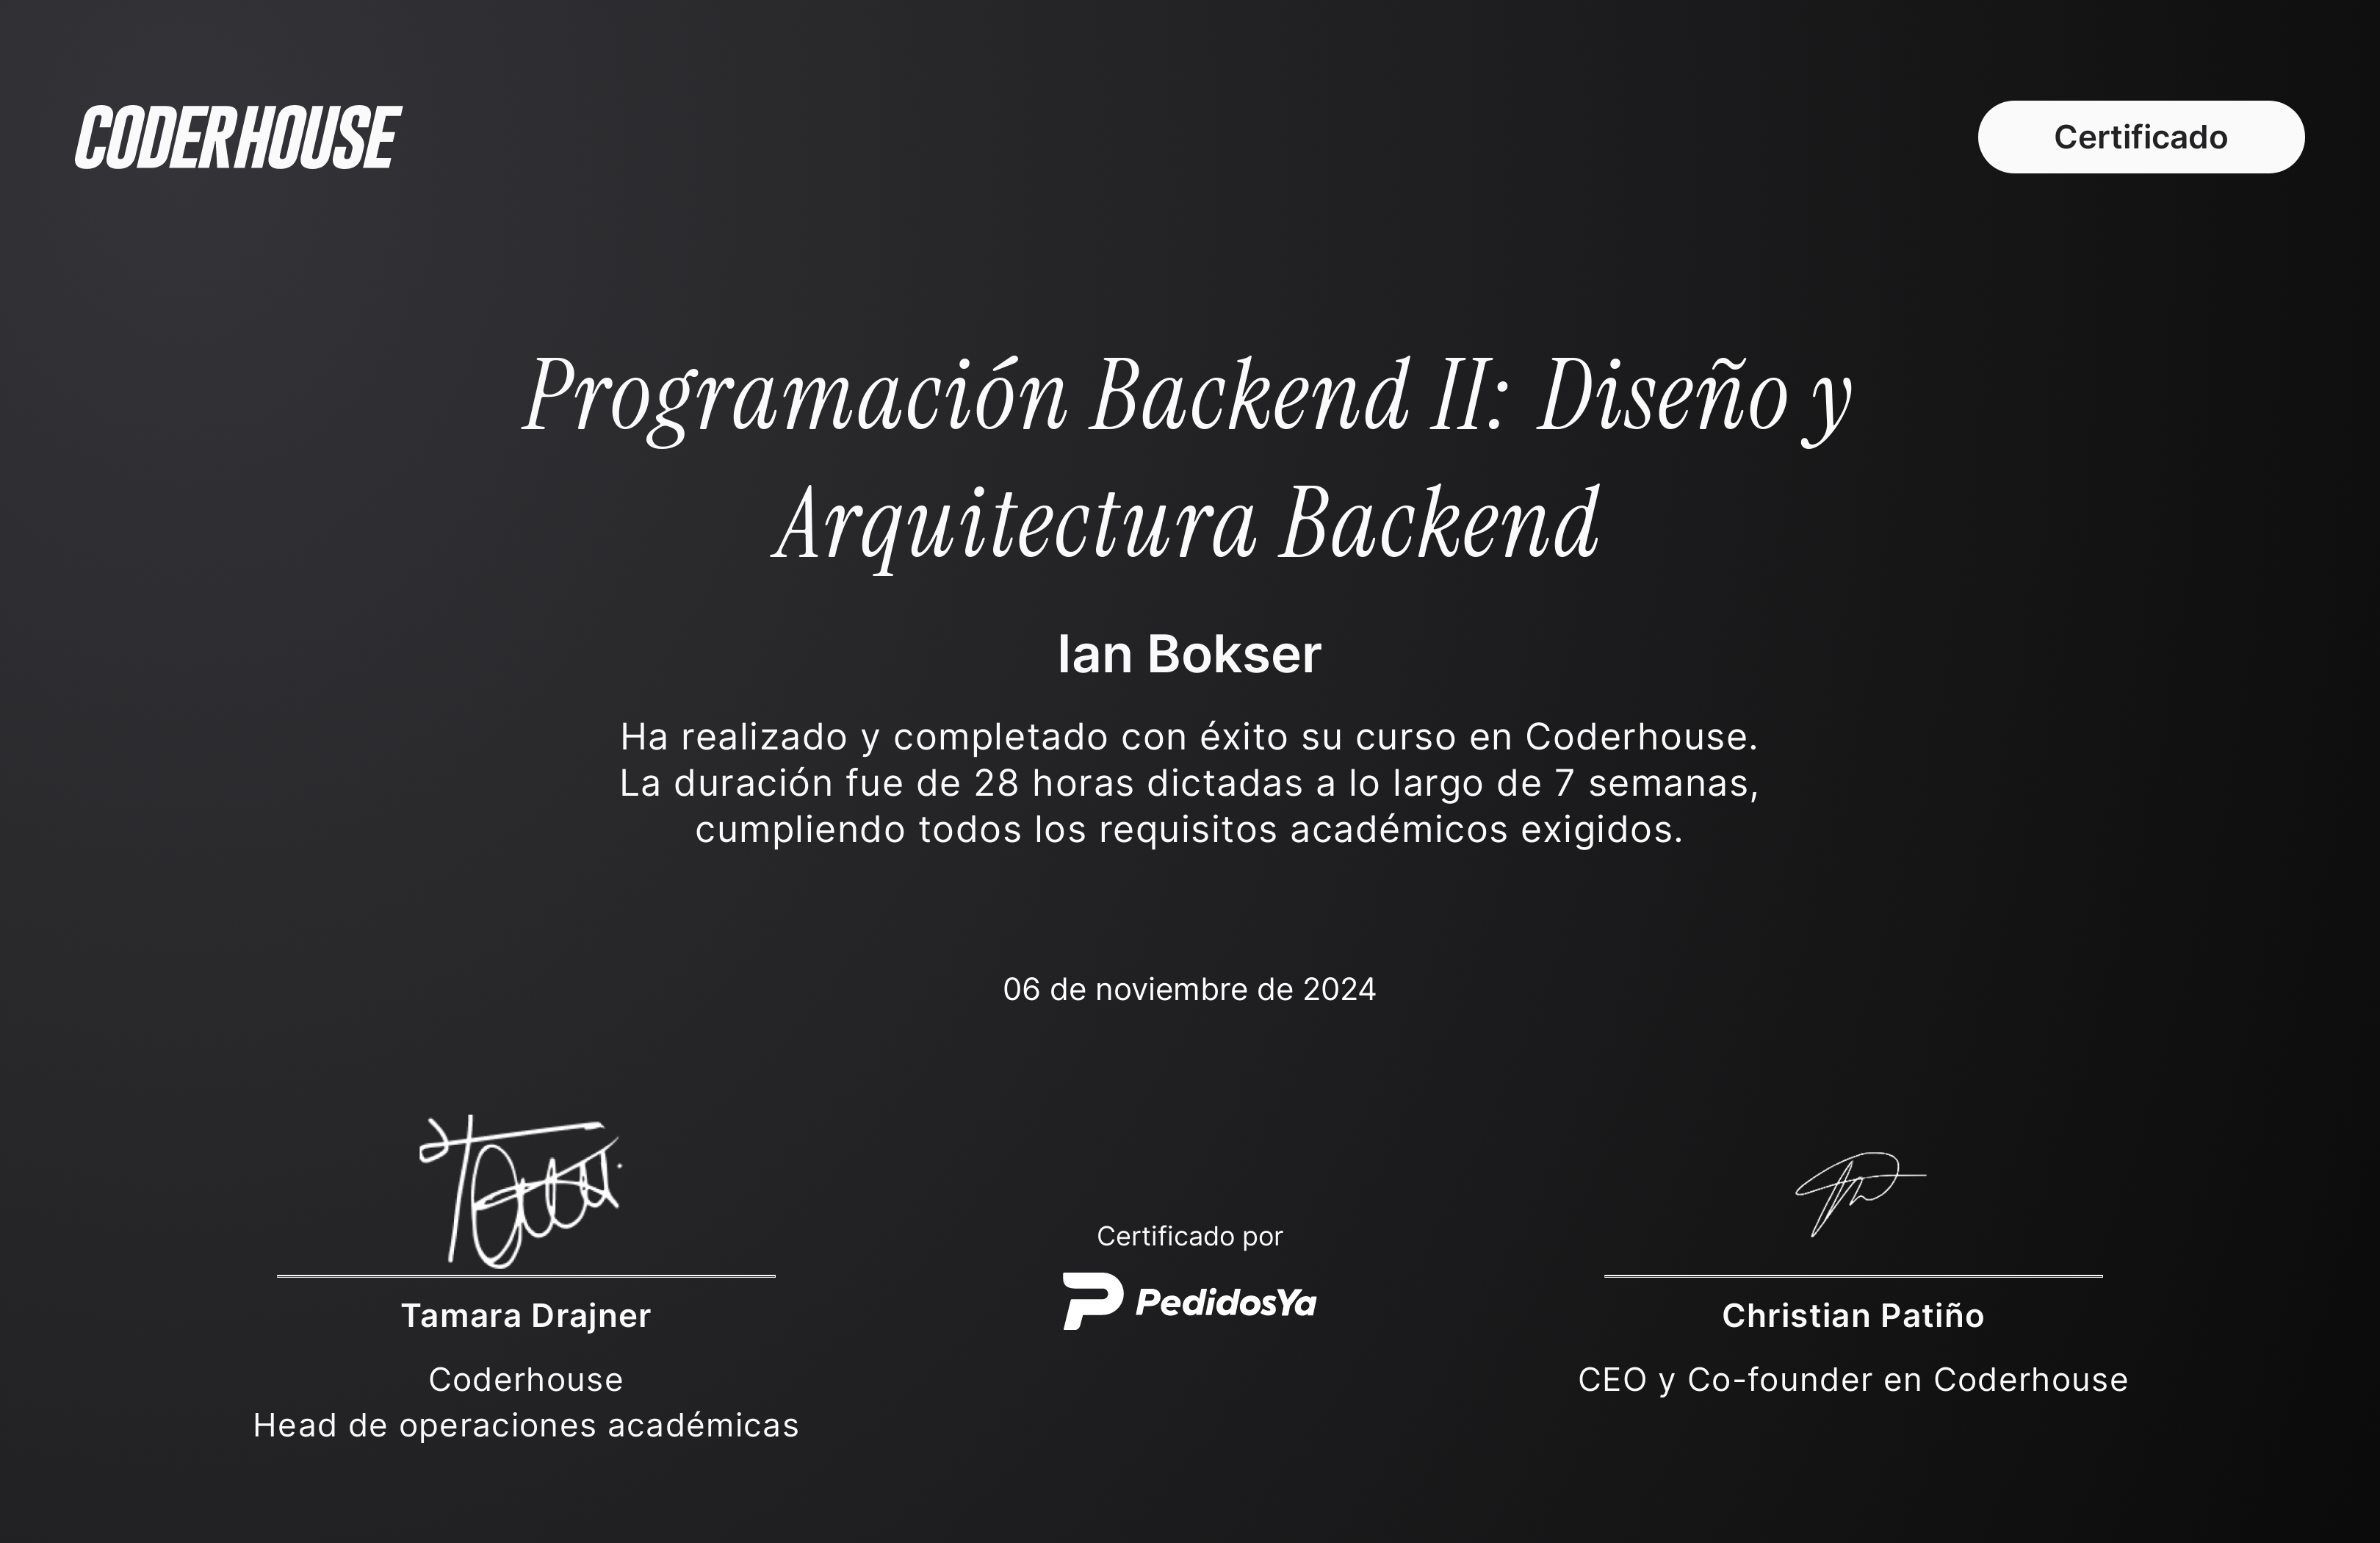 CODERHOUSE
Certificado
Programación Backend II: Diseño y
Arquitectura Backend
Ian Bokser
Ha realizado y completado con éxito su curso en Coderhouse.
La duración fue de 28 horas dictadas a lo largo de 7 semanas,
cumpliendo todos los requisitos académicos exigidos.
06 de noviembre de 2024
Certificado por
PedidosYa
Tamara Drajner
Coderhouse
Head de operaciones académicas
Christian Patiño
CEO y Co-founder en Coderhouse